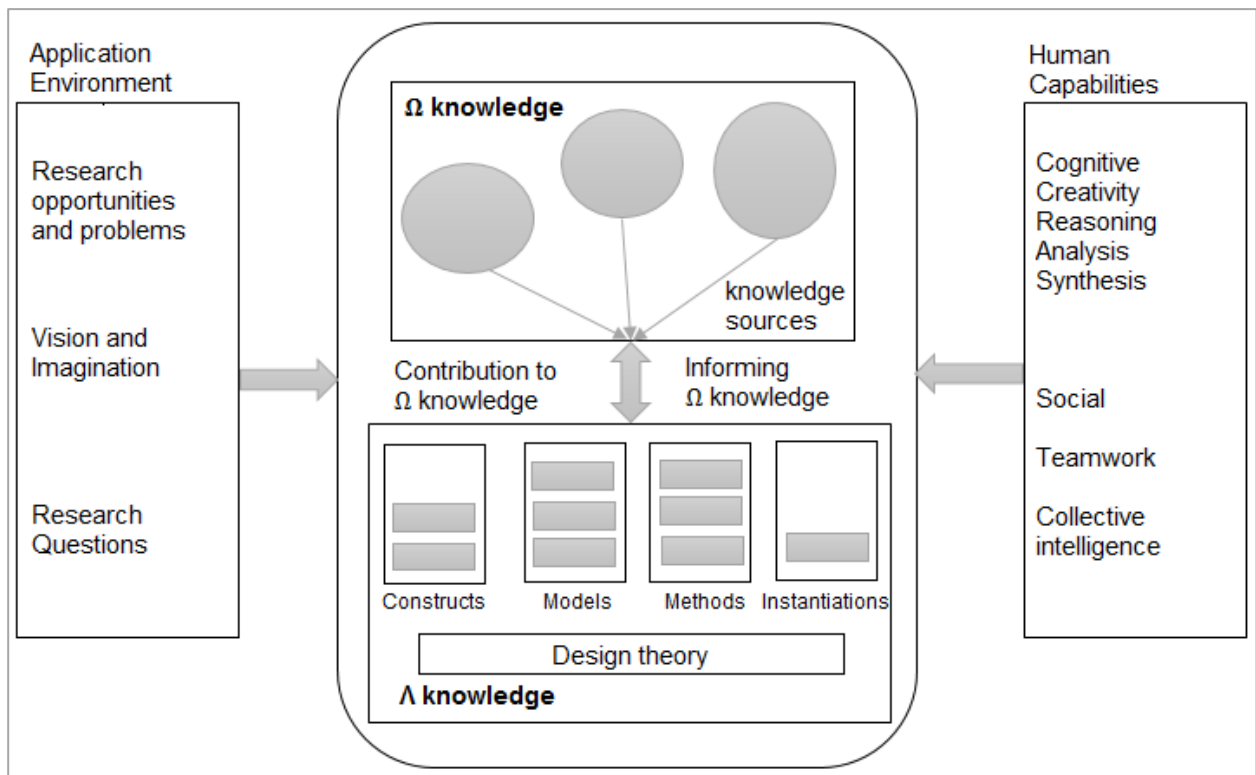 Application
Environment
Research
opportunities
and problems
Vision and
Imagination
Research
Questions
Ω knowledge
knowledge
sources
Contribution to
Ω knowledge
Informing
Ω knowledge
Constructs
Models
Methods
Instantiations
Design theory
Λ knowledge
Human
Capabilities
Cognitive
Creativity
Reasoning
Analysis
Synthesis
Social
Teamwork
Collective
intelligence